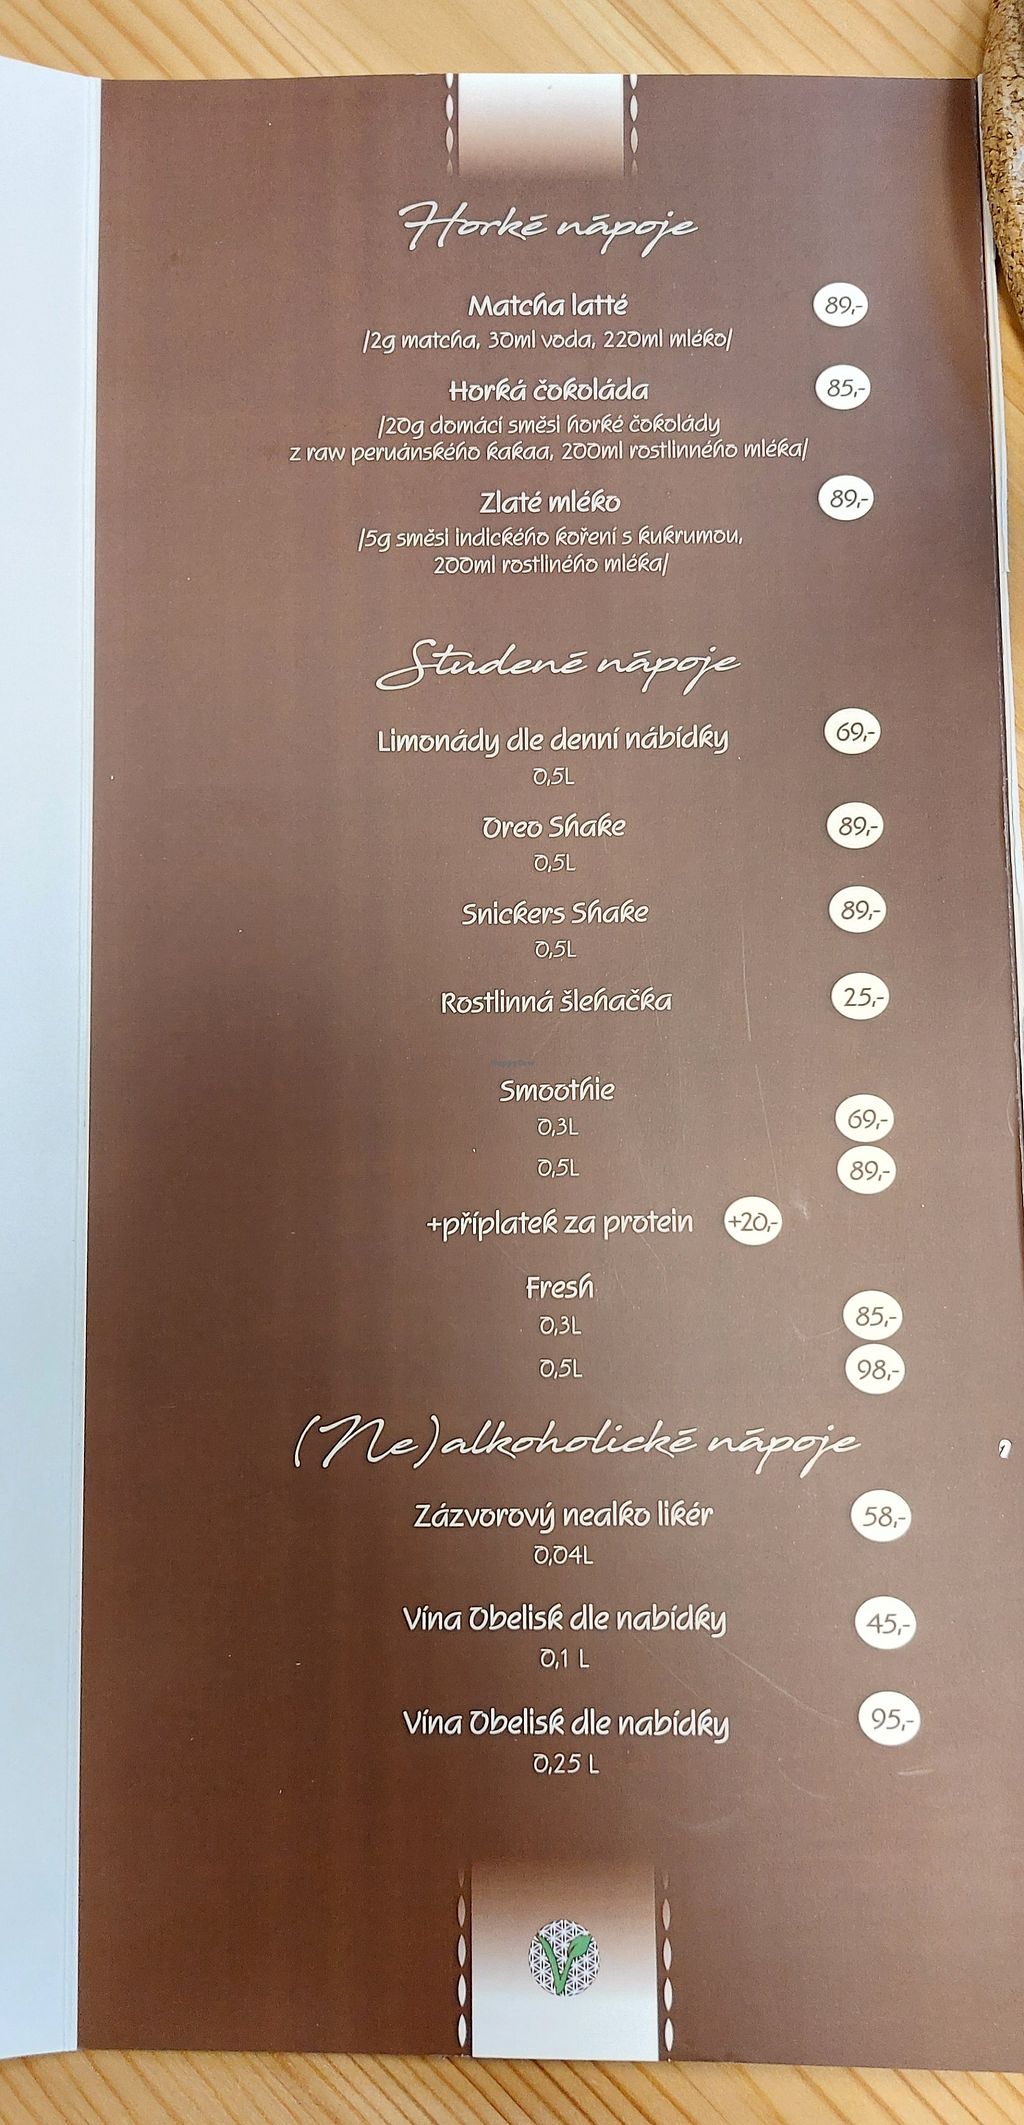 Horké nápoje
Matcha latté 89,-
/2g matcha, 30ml voda, 220ml mléko/
Horká čokoláda 85,-
/20g domácí směsi horké čokolády
z raw peruánského kakaa, 200ml rostlinného mléka/
Zlaté mléko 89,-
/5g směsi indického koření s kukrumou,
200ml rostliného mléka/
Studené nápoje
Limonády dle denní nábídky 69,-
0,5L
Oreo Shake 89,-
0,5L
Snickers Shake 89,-
0,5L
Rostlinná šlehačka 25,-
Smoothie
0,3L 69,-
0,5L 89,-
+příplatek za protein +20,-
Fresh
0,3L 85,-
0,5L 98,-
(Ne)alkoholické nápoje
Zázvorový nealko likér 58,-
0,04L
Vína Obelisk dle nabídky 45,-
0,1 L
Vína Obelisk dle nabídky 95,-
0,25 L